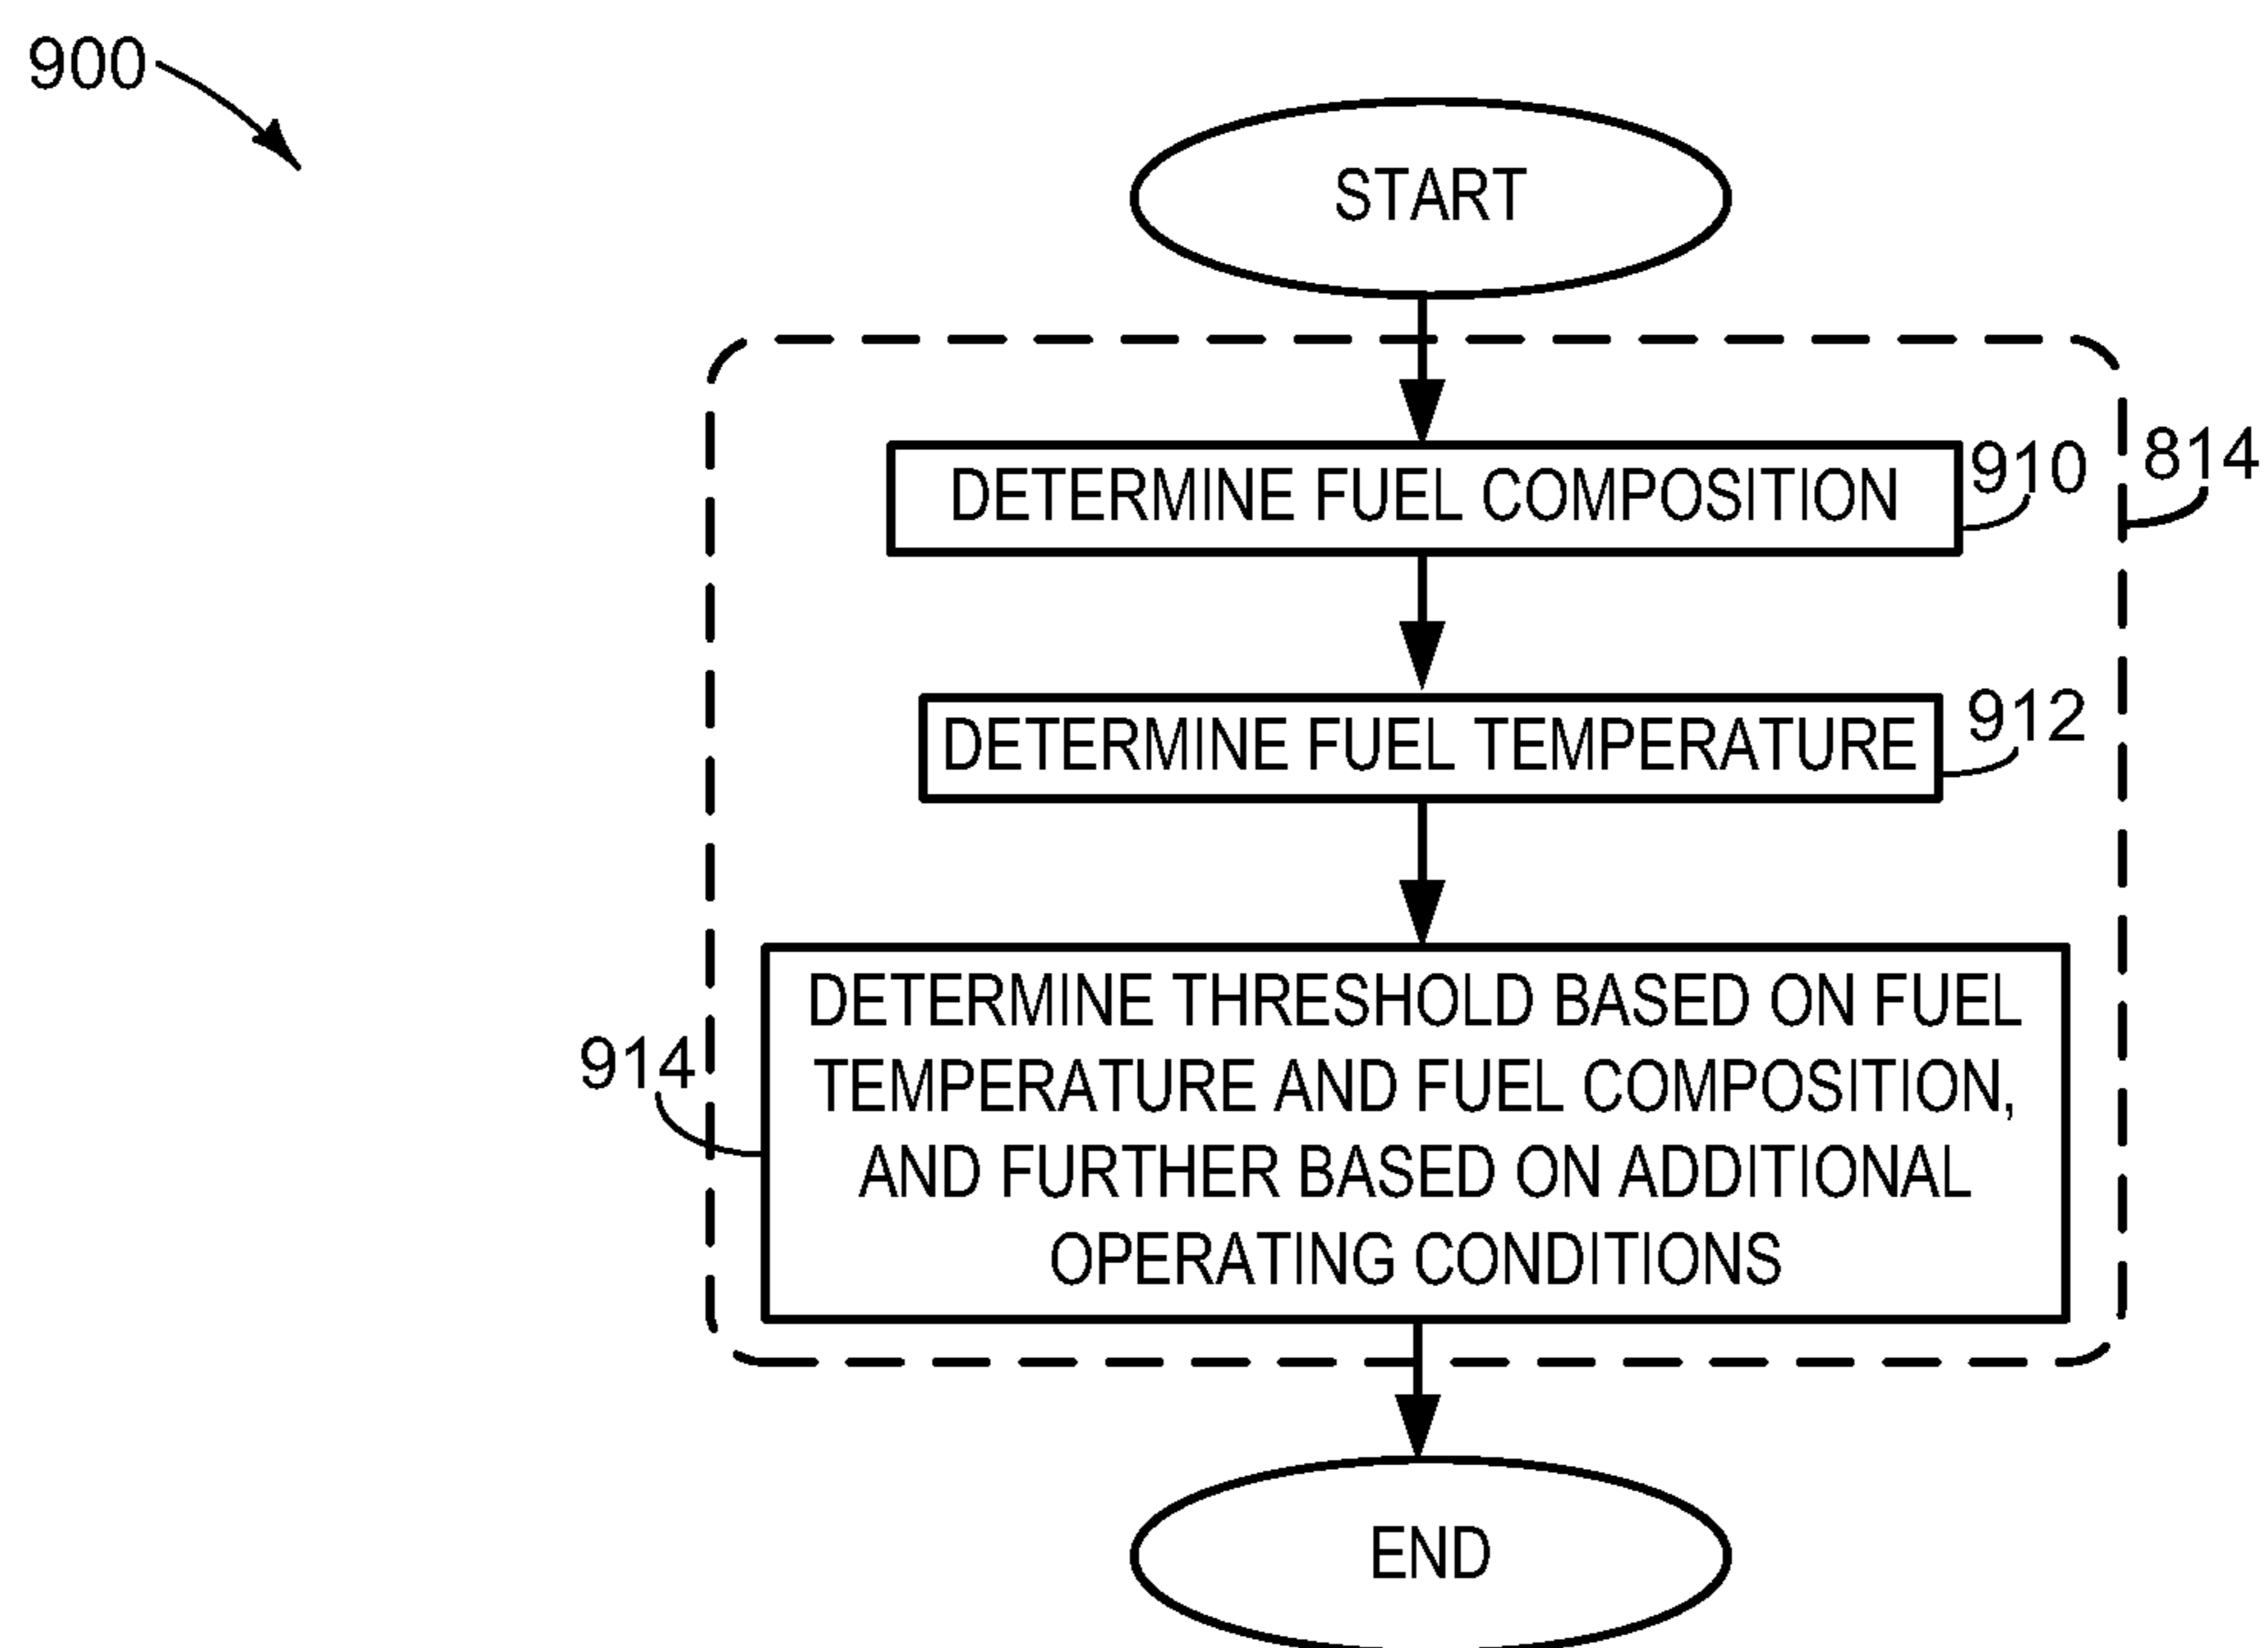 900
START
DETERMINE FUEL COMPOSITION
910
814
DETERMINE FUEL TEMPERATURE
912
914
DETERMINE THRESHOLD BASED ON FUEL
TEMPERATURE AND FUEL COMPOSITION,
AND FURTHER BASED ON ADDITIONAL
OPERATING CONDITIONS
END